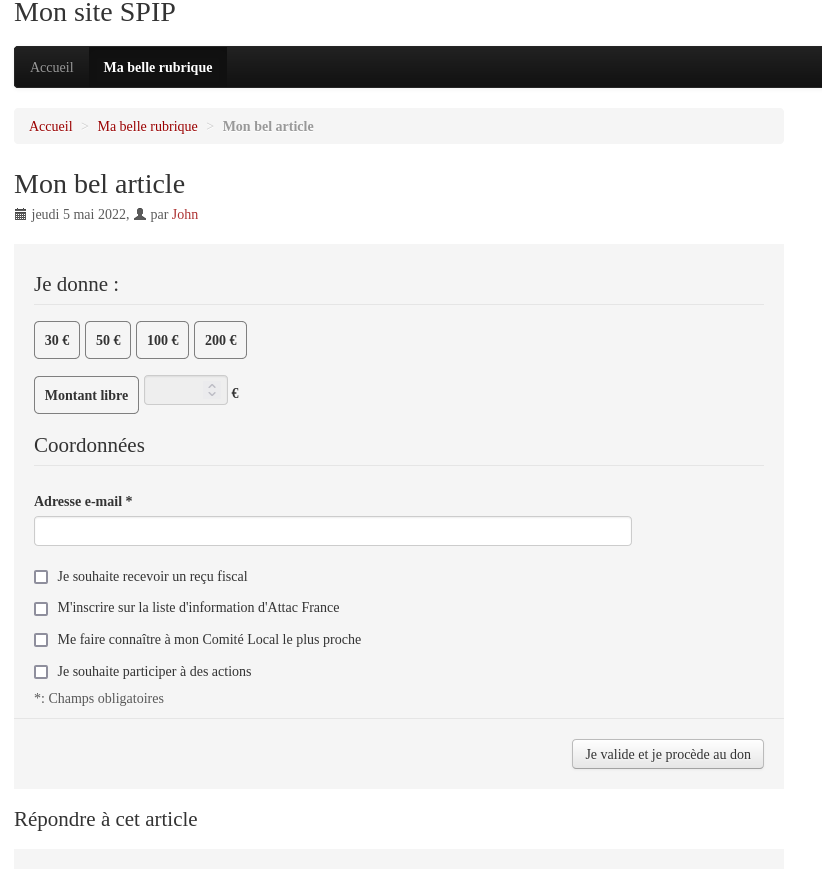 Mon site SPIP
Accueil Ma belle rubrique
Accueil > Ma belle rubrique > Mon bel article
Mon bel article
jeudi 5 mai 2022, par John
Je donne :
30 € 50 € 100 € 200 €
Montant libre €
Coordonnées
Adresse e-mail *
Je souhaite recevoir un reçu fiscal
M'inscrire sur la liste d'information d'Attac France
Me faire connaître à mon Comité Local le plus proche
Je souhaite participer à des actions
*: Champs obligatoires
Je valide et je procède au don
Répondre à cet article